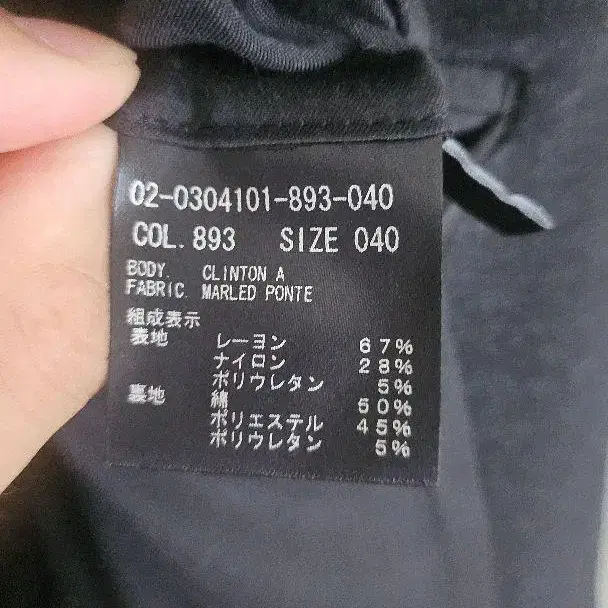 02-0304101-893-040
COL. 893 SIZE 040
BODY. CLINTON A
FABRIC. MARLED PONTE
組成表示
表地 レーヨン 67%
ナイロン 28%
ポリウレタン 5%
裏地 綿 50%
ポリエステル 45%
ポリウレタン 5%